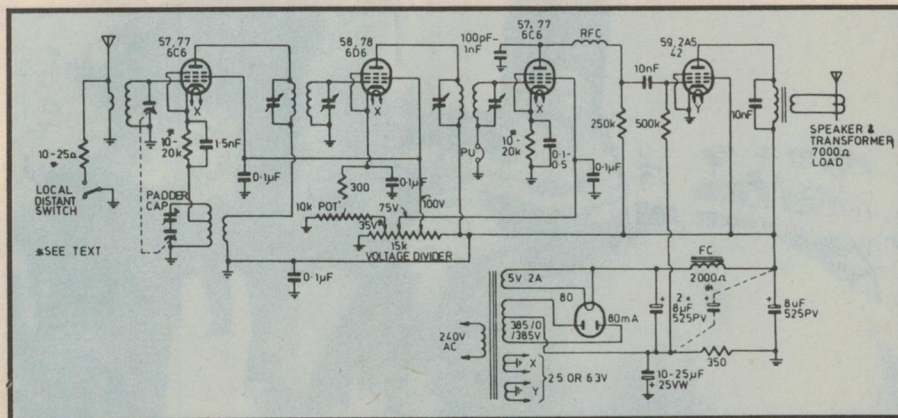 57, 77
6C6
58, 78
6D6
100pF-
1nF
57, 77
6C6
RFC
59, 2A5
42
10nF
X
X
X
Y
10-25Ω
*
LOCAL
DISTANT
SWITCH
PADDER
CAP
*SEE TEXT
10-
20k
*
1·5nF
0·1µF
300
0·1µF
10k POT
35V*
75V
100V
15k
VOLTAGE DIVIDER
0·1µF
PU
10-
20k
*
0·1-
0·5
0·1µF
250k
500k
10nF
SPEAKER &
TRANSFORMER,
7000Ω
LOAD
240V
AC
5V 2A
80
385/0
/385V
80mA
X
Y
2·5 OR 6·3V
FC
2000Ω
*
2×
8µF
525PV
8µF
525PV
350
10-25µF
25VW